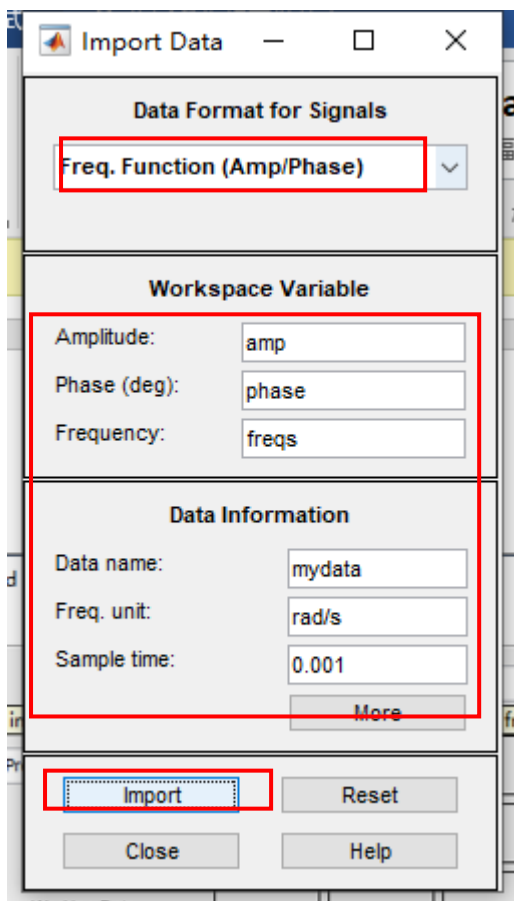 Import Data
Data Format for Signals
Freq. Function (Amp/Phase)
Workspace Variable
Amplitude: amp
Phase (deg): phase
Frequency: freqs
Data Information
Data name: mydata
Freq. unit: rad/s
Sample time: 0.001
More
Import Reset
Close Help